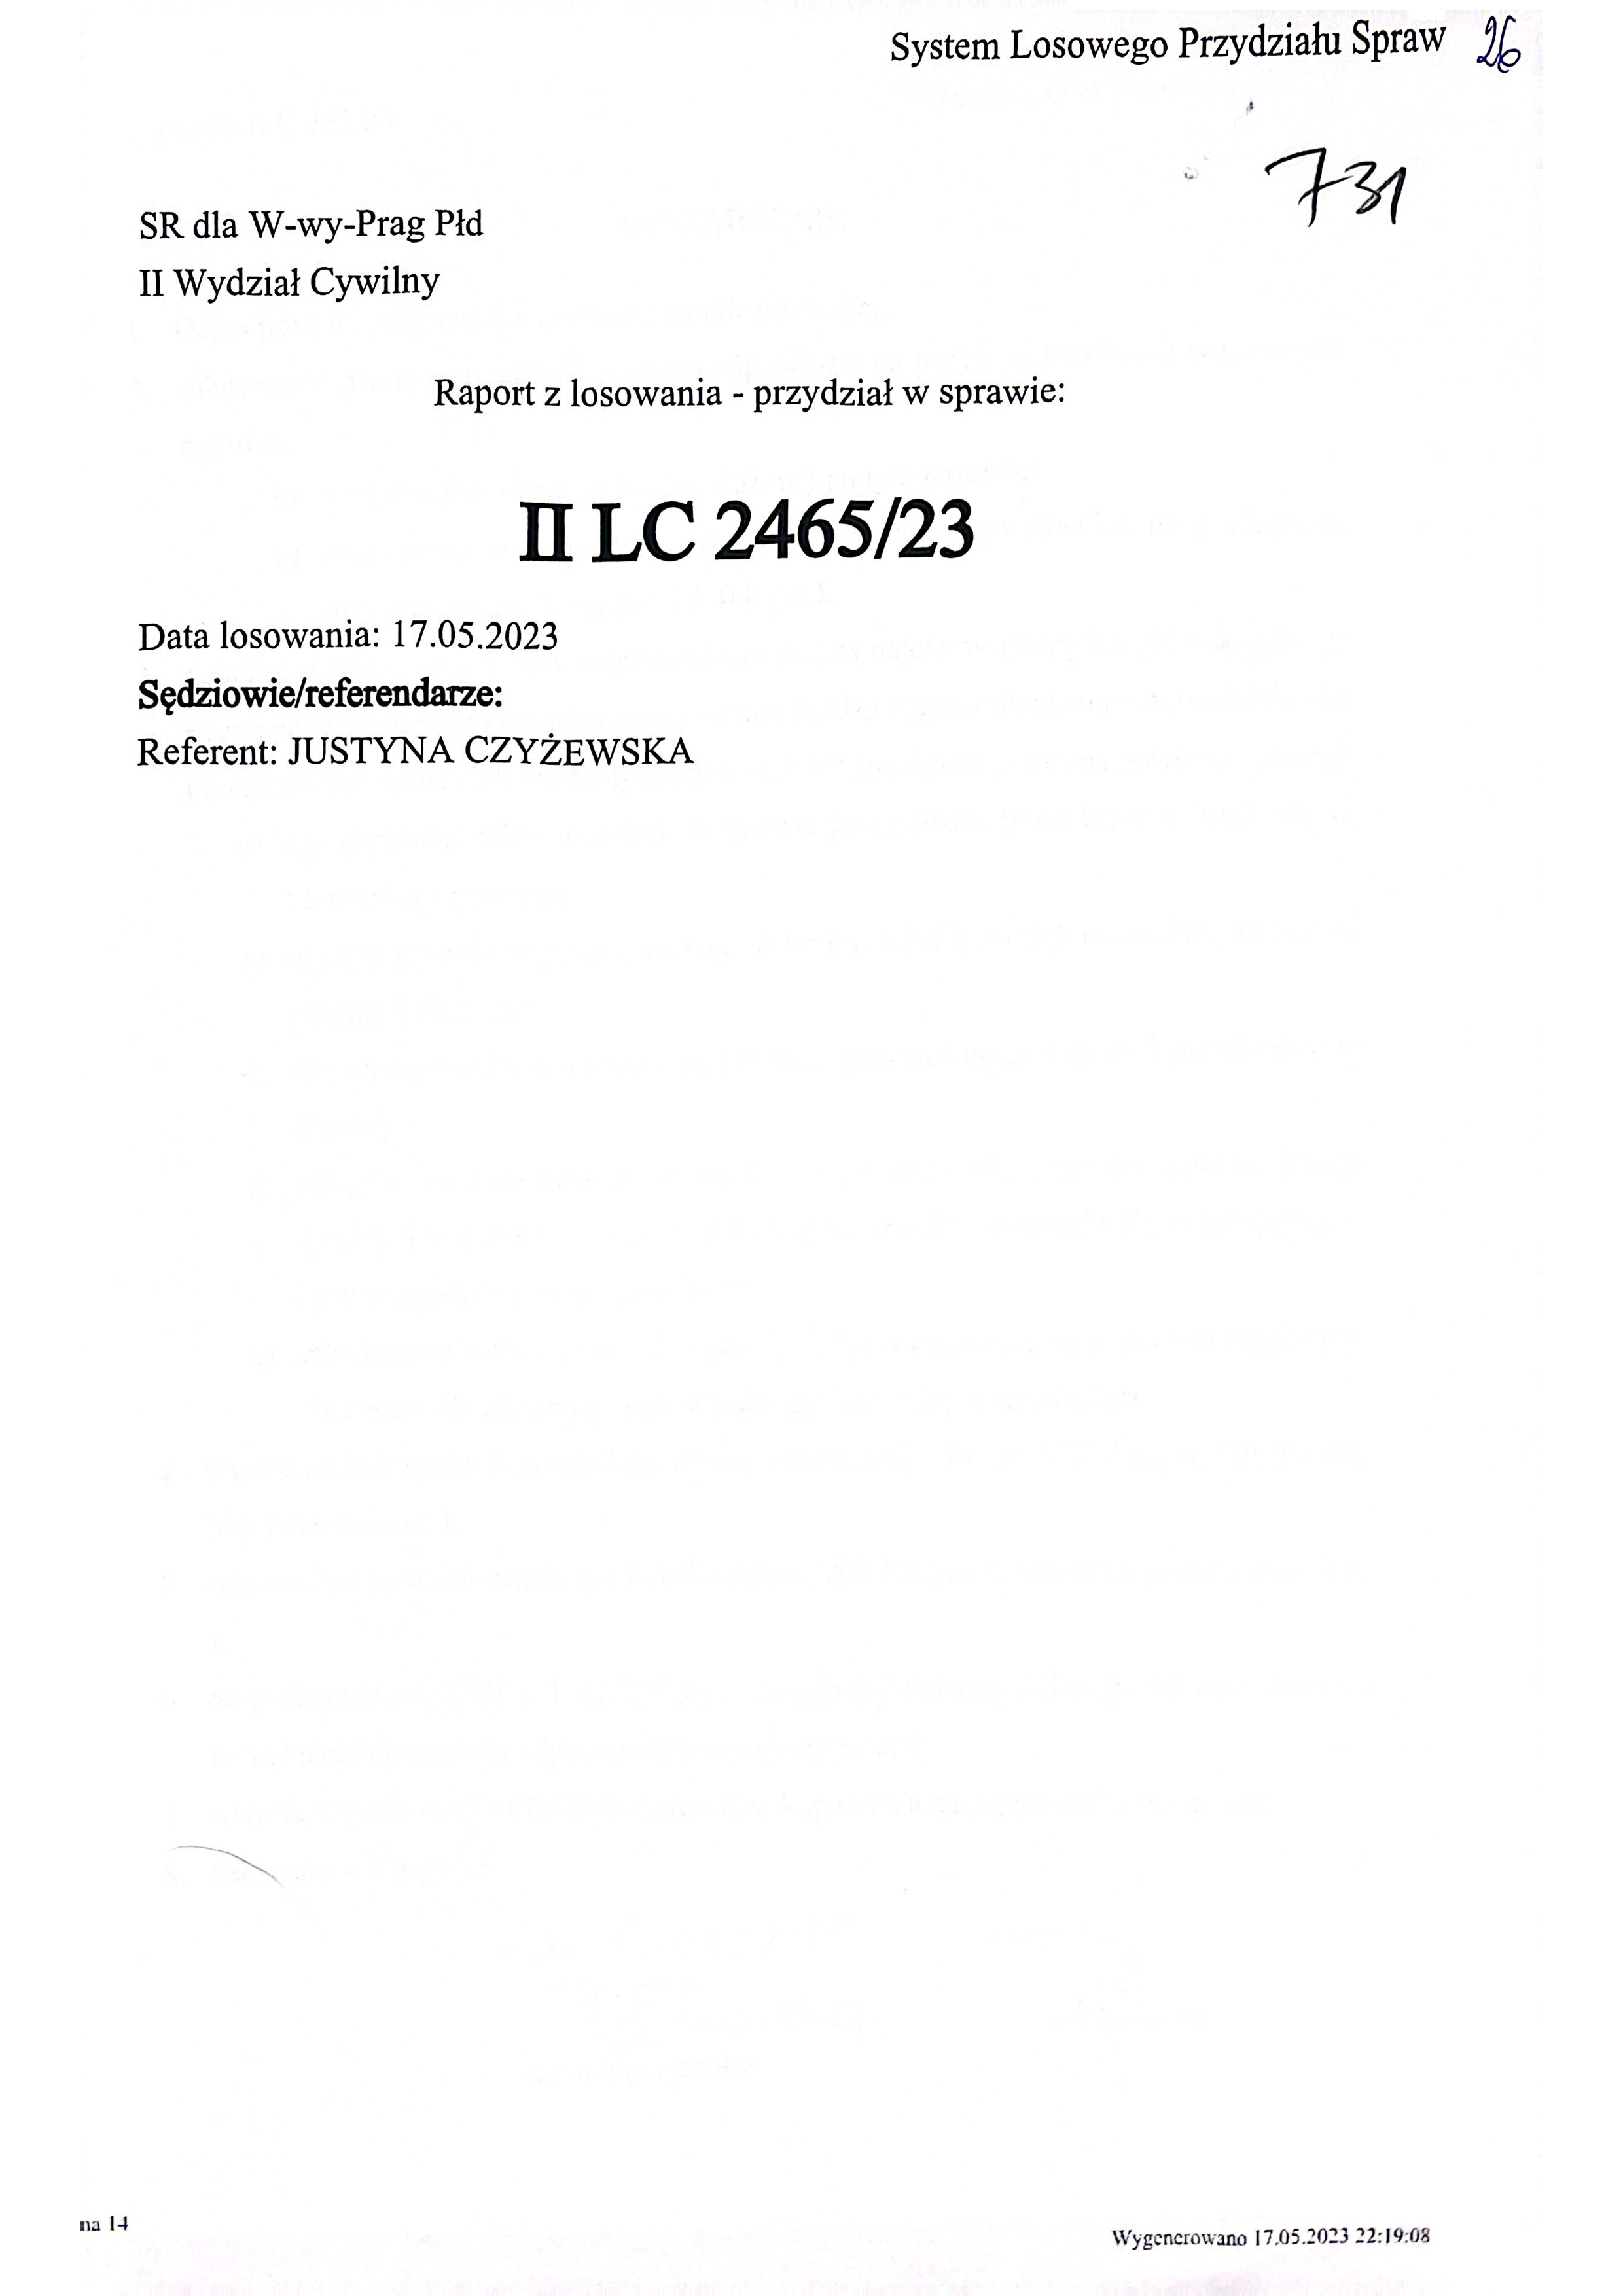 System Losowego Przydziału Spraw 26
731
SR dla W-wy-Prag Płd
II Wydział Cywilny
Raport z losowania - przydział w sprawie:
II LC 2465/23
Data losowania: 17.05.2023
Sędziowie/referendarze:
Referent: JUSTYNA CZYŻEWSKA
na 14
Wygenerowano 17.05.2023 22:19:08